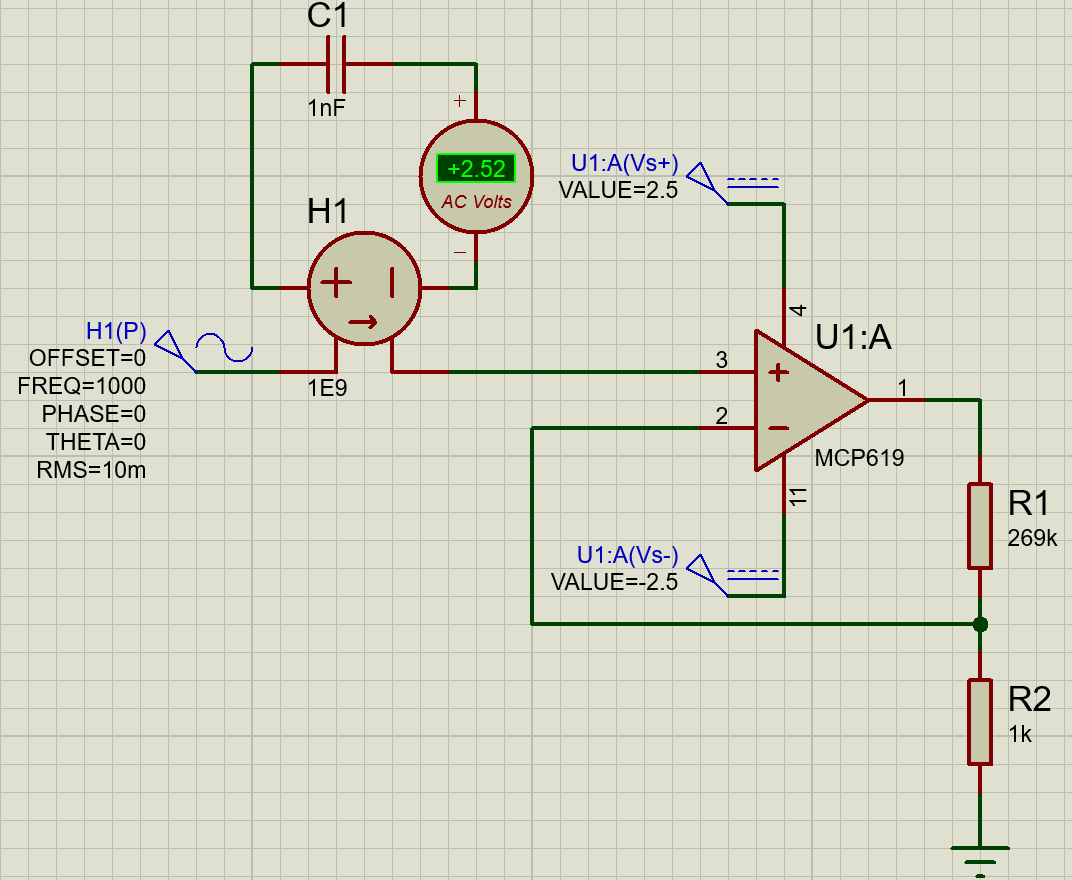 C1
1nF
+
+2.52
AC Volts
−
U1:A(Vs+)
VALUE=2.5
H1
H1(P)
OFFSET=0
FREQ=1000
PHASE=0
THETA=0
RMS=10m
1E9
4
U1:A
3
2
1
MCP619
11
U1:A(Vs-)
VALUE=-2.5
R1
269k
R2
1k